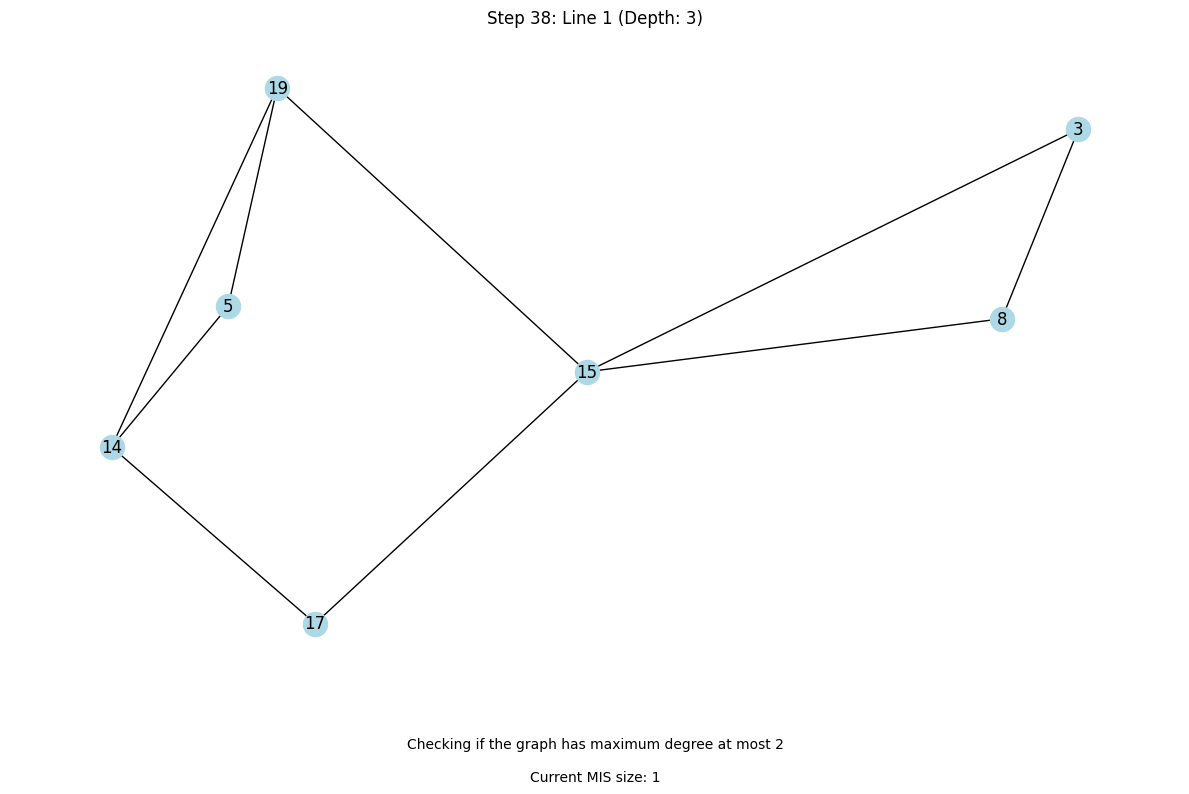 Step 38: Line 1 (Depth: 3)
19
3
5
8
15
14
17
Checking if the graph has maximum degree at most 2
Current MIS size: 1